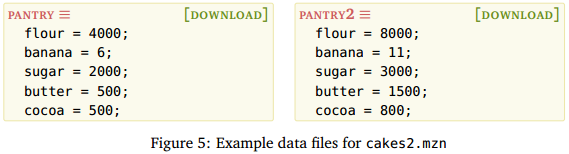 PANTRY ≡ [DOWNLOAD]
flour = 4000;
banana = 6;
sugar = 2000;
butter = 500;
cocoa = 500;
PANTRY2 ≡ [DOWNLOAD]
flour = 8000;
banana = 11;
sugar = 3000;
butter = 1500;
cocoa = 800;
Figure 5: Example data files for cakes2.mzn